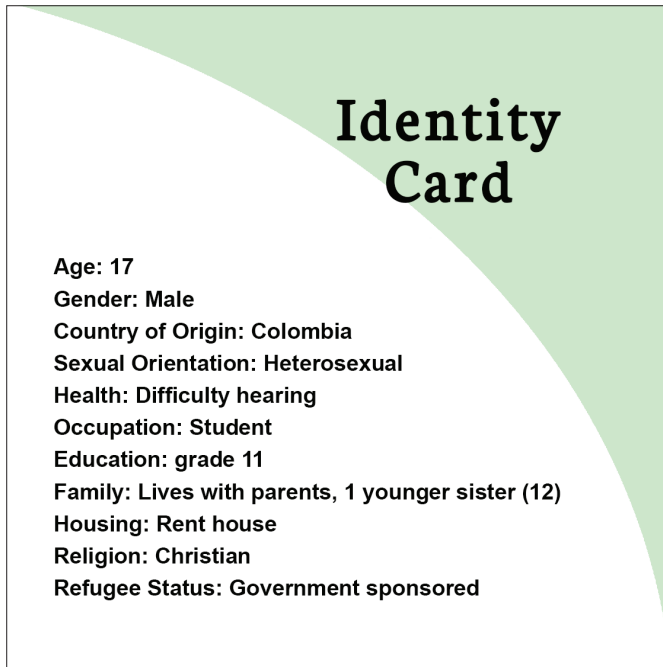 Identity
Card
Age: 17
Gender: Male
Country of Origin: Colombia
Sexual Orientation: Heterosexual
Health: Difficulty hearing
Occupation: Student
Education: grade 11
Family: Lives with parents, 1 younger sister (12)
Housing: Rent house
Religion: Christian
Refugee Status: Government sponsored